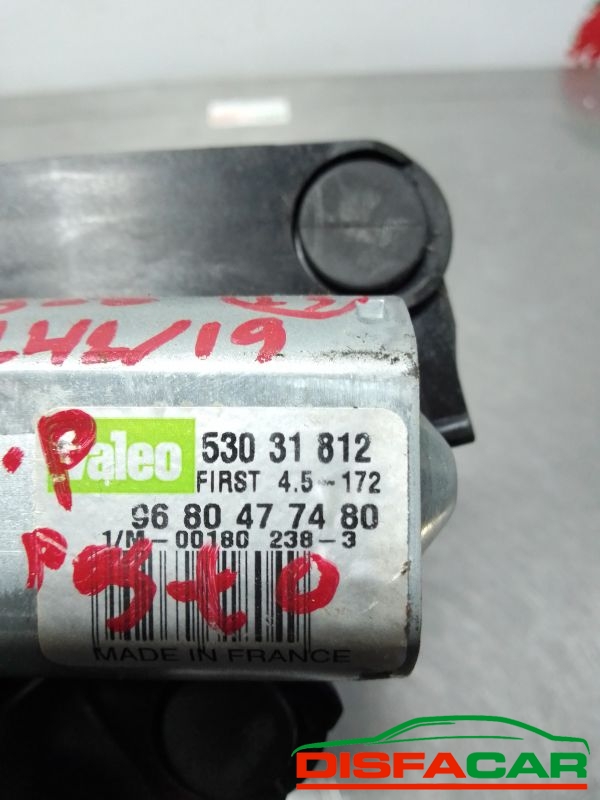 Valeo 530 31 812
FIRST 4.5-172
96 80 47 74 80
1/M-00180 238-3
MADE IN FRANCE
DISFACAR